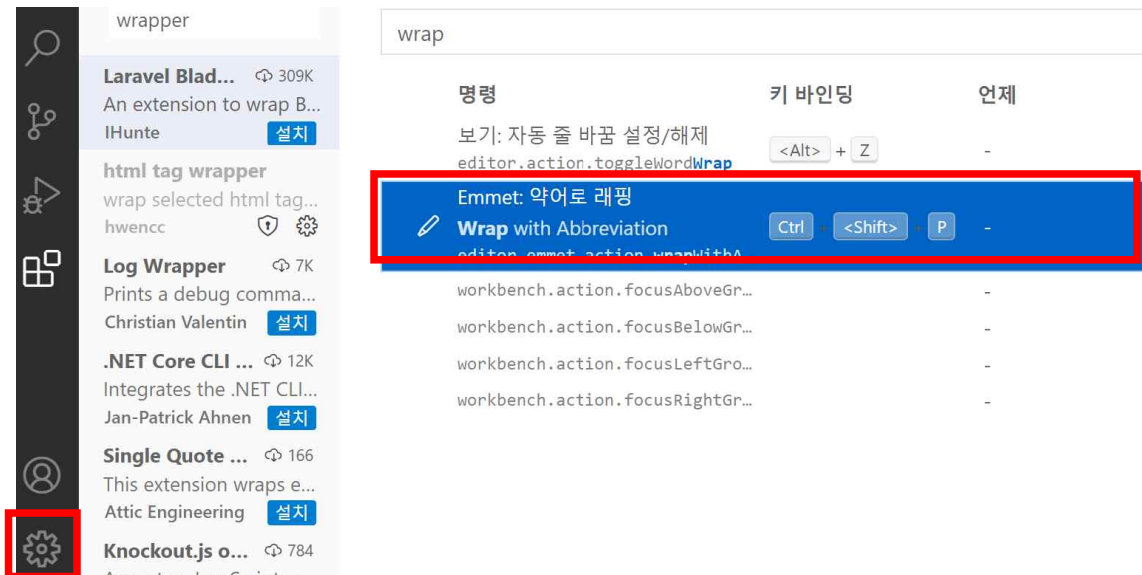 wrapper
Laravel Blad... 309K
An extension to wrap B...
IHunte 설치
html tag wrapper
wrap selected html tag...
hwencc
Log Wrapper 7K
Prints a debug comma...
Christian Valentin 설치
.NET Core CLI ... 12K
Integrates the .NET CLI...
Jan-Patrick Ahnen 설치
Single Quote ... 166
This extension wraps e...
Attic Engineering 설치
Knockout.js o... 784
wrap
명령 키 바인딩 언제
보기: 자동 줄 바꿈 설정/해제
editor.action.toggleWordWrap <Alt> + Z -
Emmet: 약어로 래핑
Wrap with Abbreviation Ctrl + <Shift> + P -
editor.emmet.action.wrapWithA...
workbench.action.focusAboveGr... -
workbench.action.focusBelowGr... -
workbench.action.focusLeftGro... -
workbench.action.focusRightGr... -